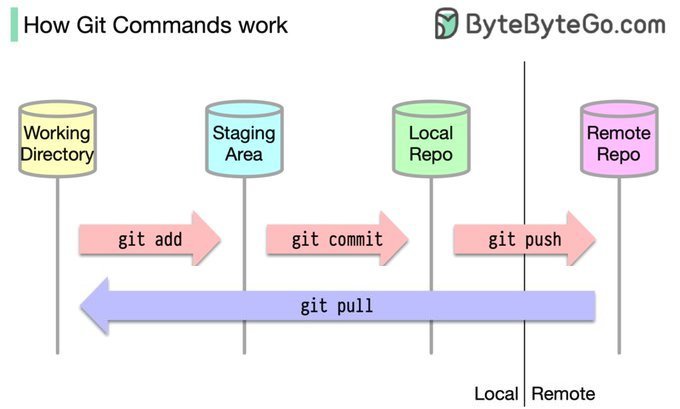 How Git Commands work
ByteByteGo.com
Working
Directory
Staging
Area
Local
Repo
Remote
Repo
git add
git commit
git push
git pull
Local
Remote